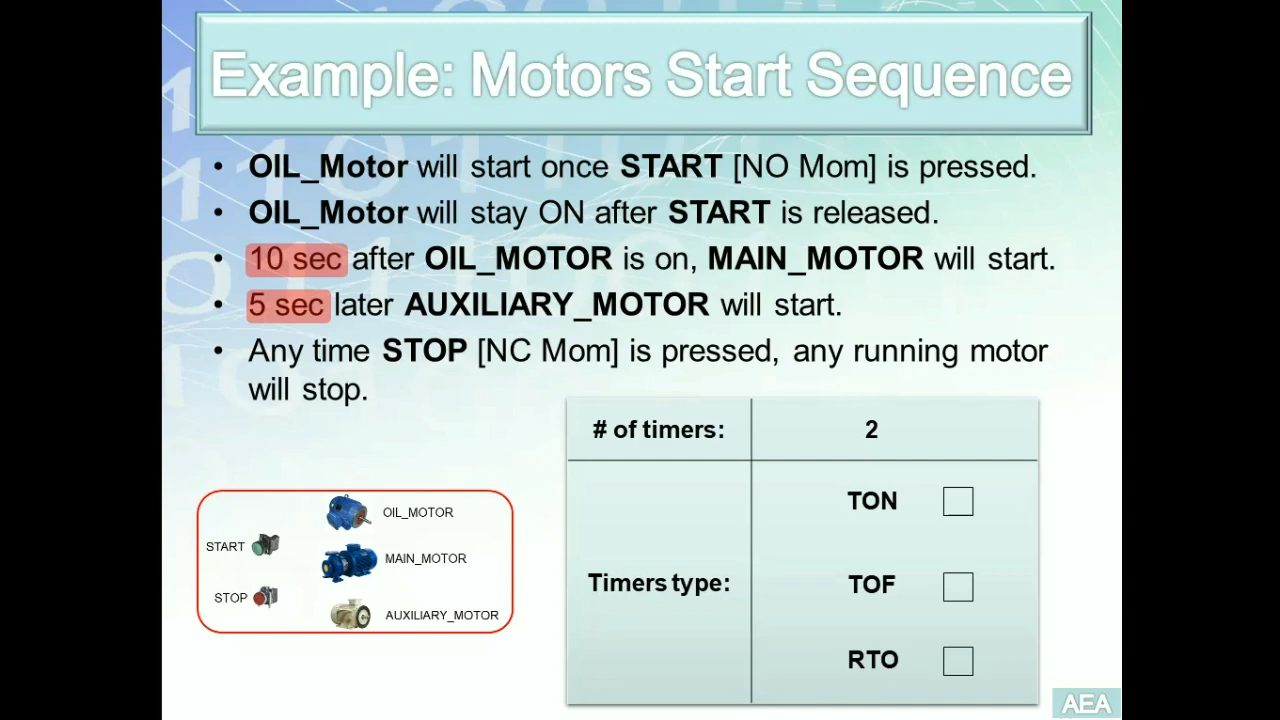 Example: Motors Start Sequence
• OIL_Motor will start once START [NO Mom] is pressed.
• OIL_Motor will stay ON after START is released.
• 10 sec after OIL_MOTOR is on, MAIN_MOTOR will start.
• 5 sec later AUXILIARY_MOTOR will start.
• Any time STOP [NC Mom] is pressed, any running motor
will stop.
# of timers: 2
Timers type:
TON
TOF
RTO
START
STOP
OIL_MOTOR
MAIN_MOTOR
AUXILIARY_MOTOR
AEA